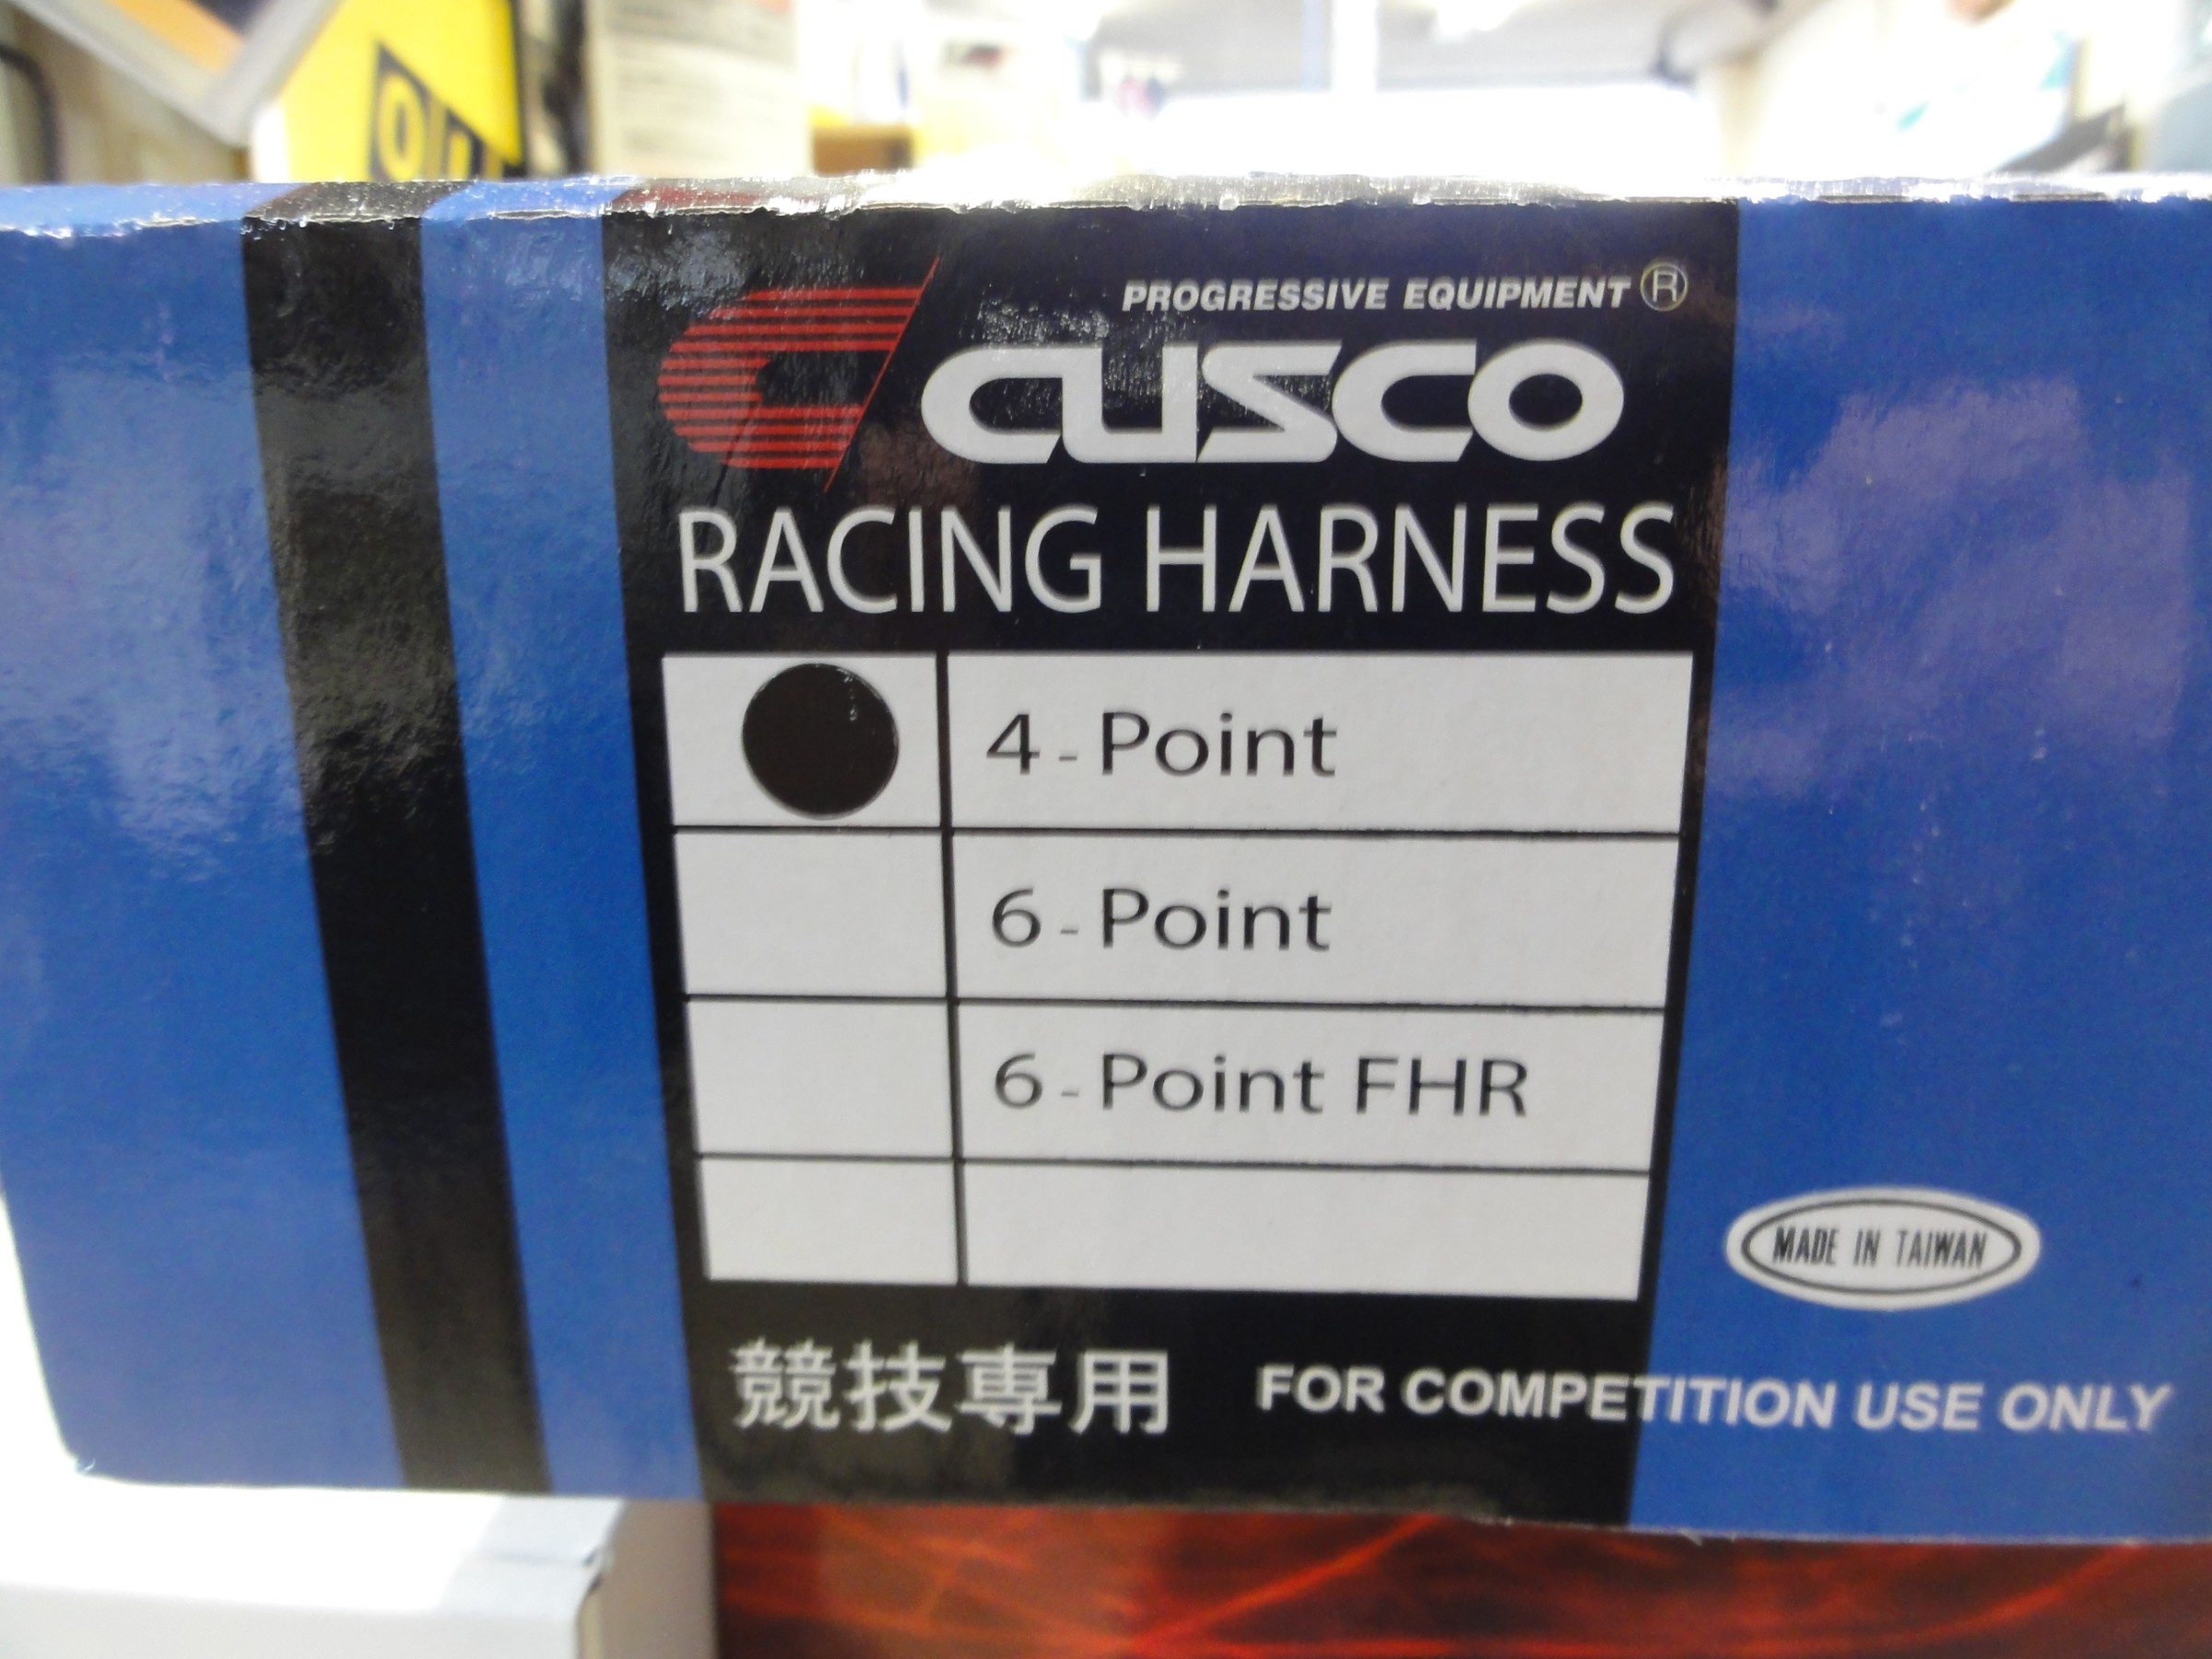 PROGRESSIVE EQUIPMENT®
CUSCO
RACING HARNESS
4-Point
6-Point
6-Point FHR
MADE IN TAIWAN
競技専用 FOR COMPETITION USE ONLY